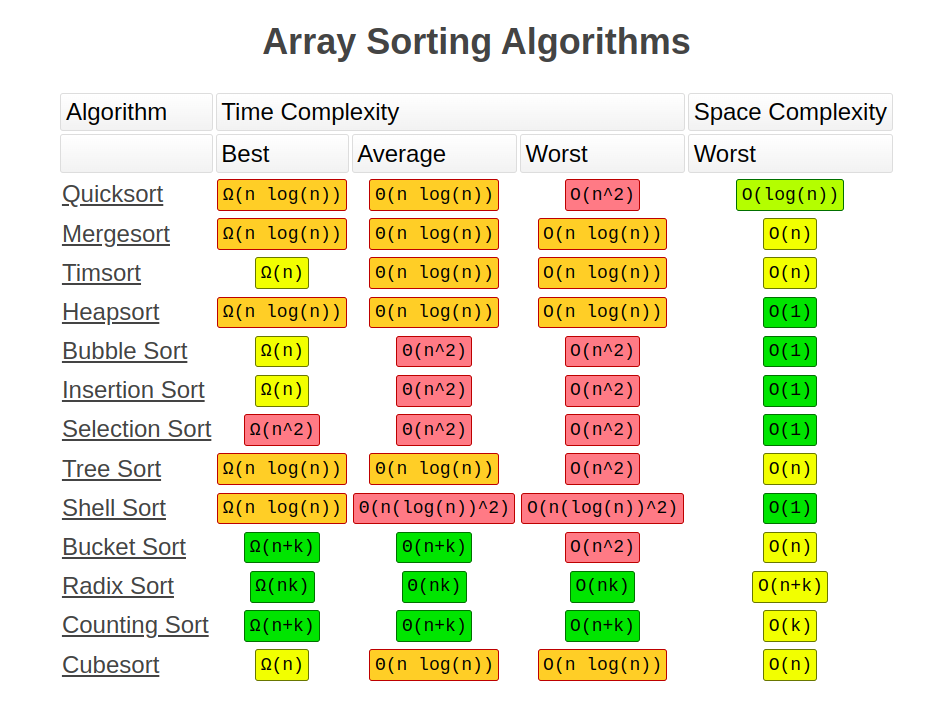 Array Sorting Algorithms
Algorithm Time Complexity Space Complexity
Best Average Worst Worst
Quicksort Ω(n log(n)) Θ(n log(n)) O(n^2) O(log(n))
Mergesort Ω(n log(n)) Θ(n log(n)) O(n log(n)) O(n)
Timsort Ω(n) Θ(n log(n)) O(n log(n)) O(n)
Heapsort Ω(n log(n)) Θ(n log(n)) O(n log(n)) O(1)
Bubble Sort Ω(n) Θ(n^2) O(n^2) O(1)
Insertion Sort Ω(n) Θ(n^2) O(n^2) O(1)
Selection Sort Ω(n^2) Θ(n^2) O(n^2) O(1)
Tree Sort Ω(n log(n)) Θ(n log(n)) O(n^2) O(n)
Shell Sort Ω(n log(n)) Θ(n(log(n))^2) O(n(log(n))^2) O(1)
Bucket Sort Ω(n+k) Θ(n+k) O(n^2) O(n)
Radix Sort Ω(nk) Θ(nk) O(nk) O(n+k)
Counting Sort Ω(n+k) Θ(n+k) O(n+k) O(k)
Cubesort Ω(n) Θ(n log(n)) O(n log(n)) O(n)